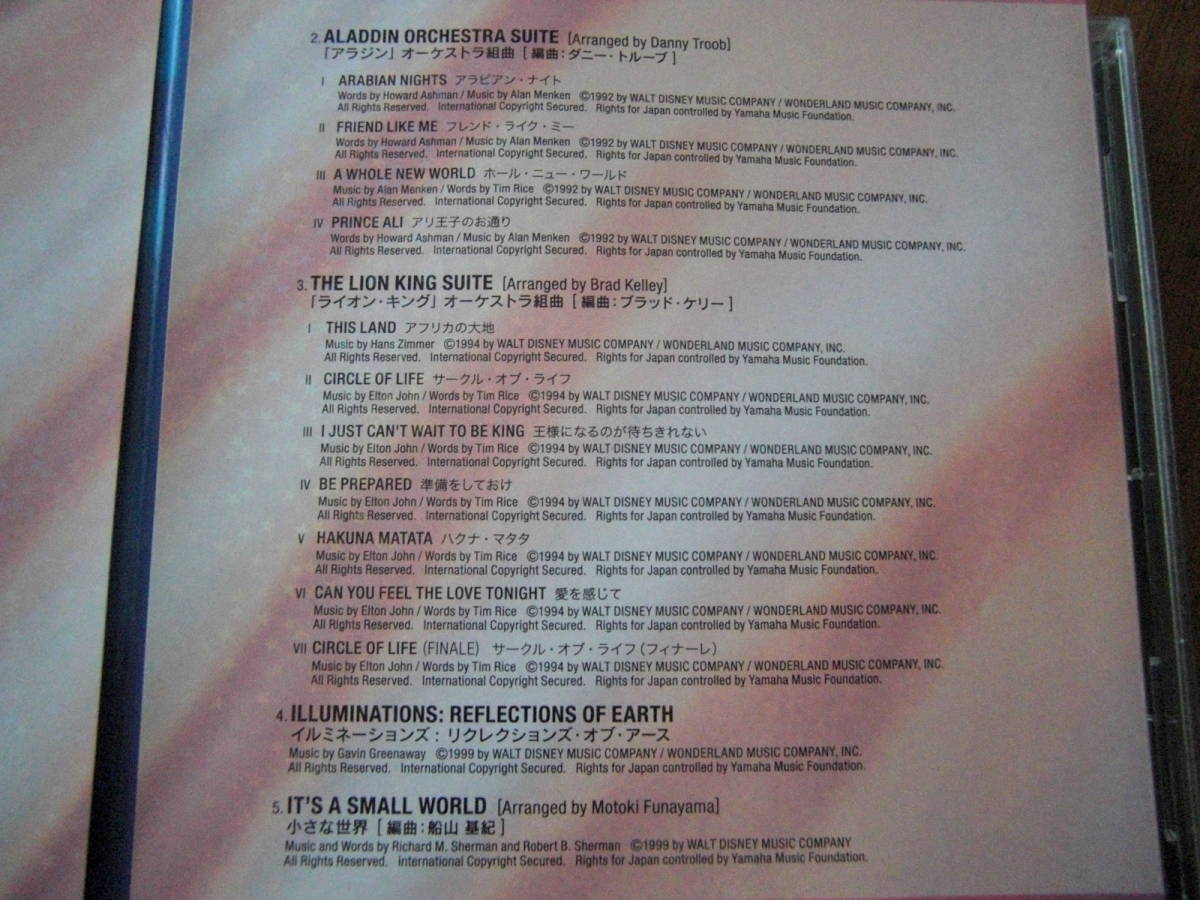 2. ALADDIN ORCHESTRA SUITE [Arranged by Danny Troob]
「アラジン」オーケストラ組曲 [ 編曲：ダニー・トループ ]
I ARABIAN NIGHTS アラビアン・ナイト
Words by Howard Ashman / Music by Alan Menken ©1992 by WALT DISNEY MUSIC COMPANY / WONDERLAND MUSIC COMPANY, INC.
All Rights Reserved. International Copyright Secured. Rights for Japan controlled by Yamaha Music Foundation.
II FRIEND LIKE ME フレンド・ライク・ミー
Words by Howard Ashman / Music by Alan Menken ©1992 by WALT DISNEY MUSIC COMPANY / WONDERLAND MUSIC COMPANY, INC.
All Rights Reserved. International Copyright Secured. Rights for Japan controlled by Yamaha Music Foundation.
III A WHOLE NEW WORLD ホール・ニュー・ワールド
Music by Alan Menken / Words by Tim Rice ©1992 by WALT DISNEY MUSIC COMPANY / WONDERLAND MUSIC COMPANY, INC.
All Rights Reserved. International Copyright Secured. Rights for Japan controlled by Yamaha Music Foundation.
IV PRINCE ALI アリ王子のお通り
Words by Howard Ashman / Music by Alan Menken ©1992 by WALT DISNEY MUSIC COMPANY / WONDERLAND MUSIC COMPANY, INC.
All Rights Reserved. International Copyright Secured. Rights for Japan controlled by Yamaha Music Foundation.
3. THE LION KING SUITE [Arranged by Brad Kelley]
「ライオン・キング」オーケストラ組曲 [ 編曲：ブラッド・ケリー ]
I THIS LAND アフリカの大地
Music by Hans Zimmer ©1994 by WALT DISNEY MUSIC COMPANY / WONDERLAND MUSIC COMPANY, INC.
All Rights Reserved. International Copyright Secured. Rights for Japan controlled by Yamaha Music Foundation.
II CIRCLE OF LIFE サークル・オブ・ライフ
Music by Elton John / Words by Tim Rice ©1994 by WALT DISNEY MUSIC COMPANY / WONDERLAND MUSIC COMPANY, INC.
All Rights Reserved. International Copyright Secured. Rights for Japan controlled by Yamaha Music Foundation.
III I JUST CAN'T WAIT TO BE KING 王様になるのが待ちきれない
Music by Elton John / Words by Tim Rice ©1994 by WALT DISNEY MUSIC COMPANY / WONDERLAND MUSIC COMPANY, INC.
All Rights Reserved. International Copyright Secured. Rights for Japan controlled by Yamaha Music Foundation.
IV BE PREPARED 準備をしておけ
Music by Elton John / Words by Tim Rice ©1994 by WALT DISNEY MUSIC COMPANY / WONDERLAND MUSIC COMPANY, INC.
All Rights Reserved. International Copyright Secured. Rights for Japan controlled by Yamaha Music Foundation.
V HAKUNA MATATA ハクナ・マタタ
Music by Elton John / Words by Tim Rice ©1994 by WALT DISNEY MUSIC COMPANY / WONDERLAND MUSIC COMPANY, INC.
All Rights Reserved. International Copyright Secured. Rights for Japan controlled by Yamaha Music Foundation.
VI CAN YOU FEEL THE LOVE TONIGHT 愛を感じて
Music by Elton John / Words by Tim Rice ©1994 by WALT DISNEY MUSIC COMPANY / WONDERLAND MUSIC COMPANY, INC.
All Rights Reserved. International Copyright Secured. Rights for Japan controlled by Yamaha Music Foundation.
VII CIRCLE OF LIFE (FINALE) サークル・オブ・ライフ（フィナーレ）
Music by Elton John / Words by Tim Rice ©1994 by WALT DISNEY MUSIC COMPANY / WONDERLAND MUSIC COMPANY, INC.
All Rights Reserved. International Copyright Secured. Rights for Japan controlled by Yamaha Music Foundation.
4. ILLUMINATIONS: REFLECTIONS OF EARTH
イルミネーションズ：リクレクションズ・オブ・アース
Music by Gavin Greenaway ©1999 by WALT DISNEY MUSIC COMPANY / WONDERLAND MUSIC COMPANY, INC.
All Rights Reserved. International Copyright Secured. Rights for Japan controlled by Yamaha Music Foundation.
5. IT'S A SMALL WORLD [Arranged by Motoki Funayama]
小さな世界 [ 編曲：船山 基紀 ]
Music and Words by Richard M. Sherman and Robert B. Sherman ©1999 by WALT DISNEY MUSIC COMPANY
All Rights Reserved. International Copyright Secured. Rights for Japan controlled by Yamaha Music Foundation.